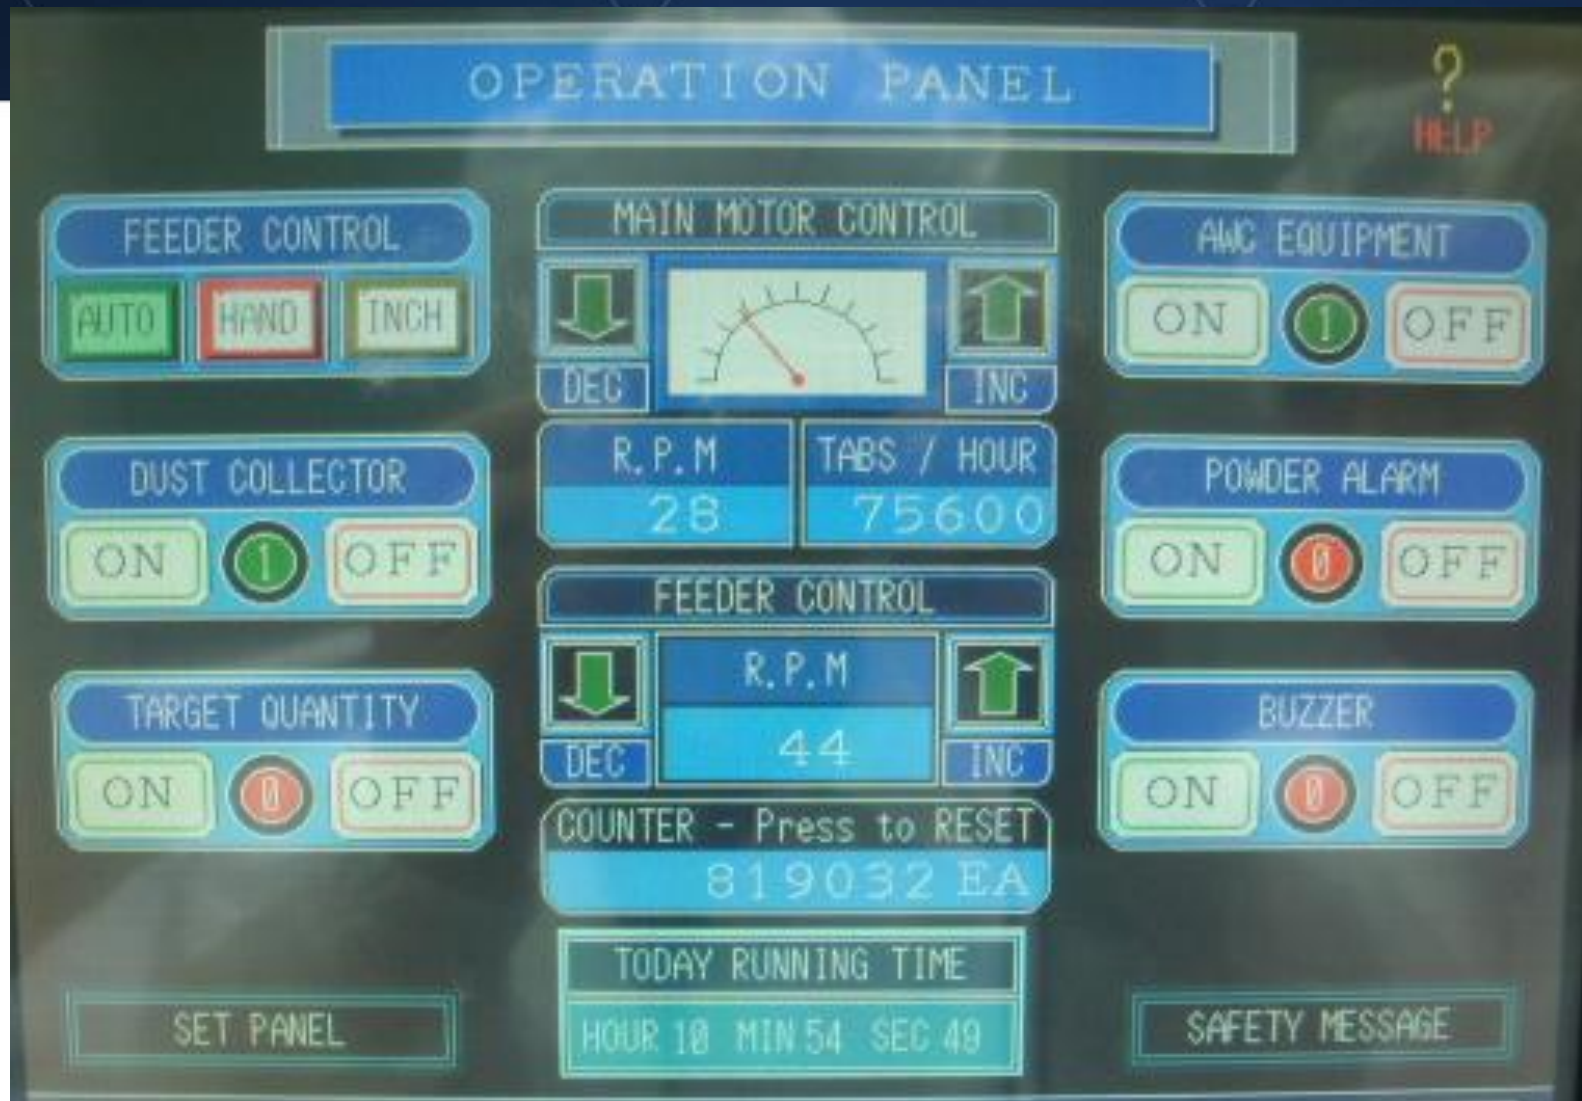 OPERATION PANEL
?
HELP
FEEDER CONTROL
AUTO HAND INCH
DUST COLLECTOR
ON 1 OFF
TARGET QUANTITY
ON 0 OFF
SET PANEL
MAIN MOTOR CONTROL
DEC INC
R.P.M TABS / HOUR
28 75600
FEEDER CONTROL
R.P.M
44
DEC INC
COUNTER - Press to RESET
819032 EA
TODAY RUNNING TIME
HOUR 10 MIN 54 SEC 49
AWC EQUIPMENT
ON 1 OFF
POWDER ALARM
ON 0 OFF
BUZZER
ON 0 OFF
SAFETY MESSAGE